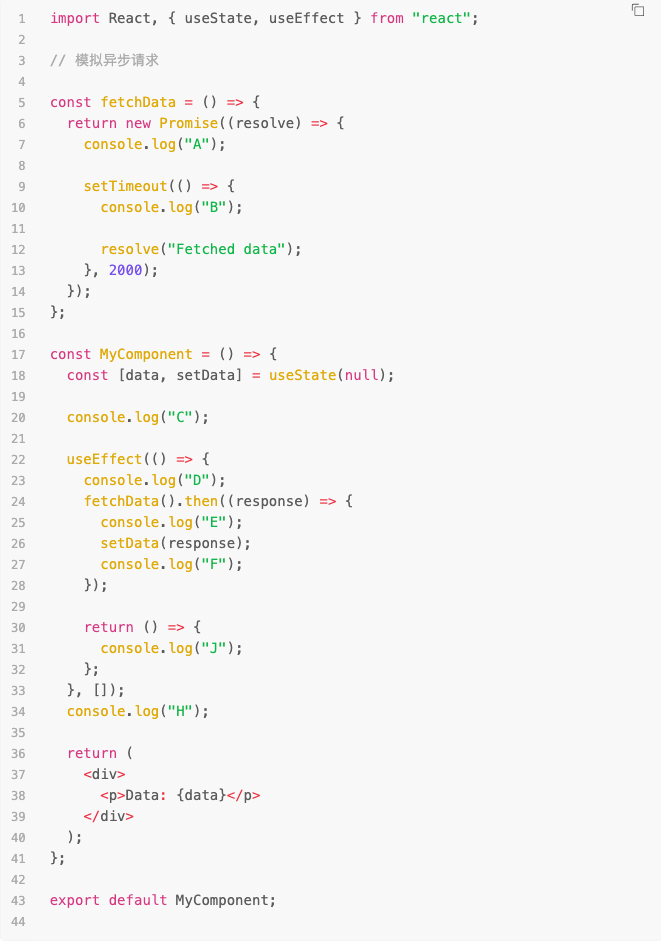 1 import React, { useState, useEffect } from "react";
2
3 // 模拟异步请求
4
5 const fetchData = () => {
6   return new Promise((resolve) => {
7     console.log("A");
8
9     setTimeout(() => {
10       console.log("B");
11
12       resolve("Fetched data");
13     }, 2000);
14   });
15 };
16
17 const MyComponent = () => {
18   const [data, setData] = useState(null);
19
20   console.log("C");
21
22   useEffect(() => {
23     console.log("D");
24     fetchData().then((response) => {
25       console.log("E");
26       setData(response);
27       console.log("F");
28     });
29
30     return () => {
31       console.log("J");
32     };
33   }, []);
34   console.log("H");
35
36   return (
37     <div>
38       <p>Data: {data}</p>
39     </div>
40   );
41 };
42
43 export default MyComponent;
44